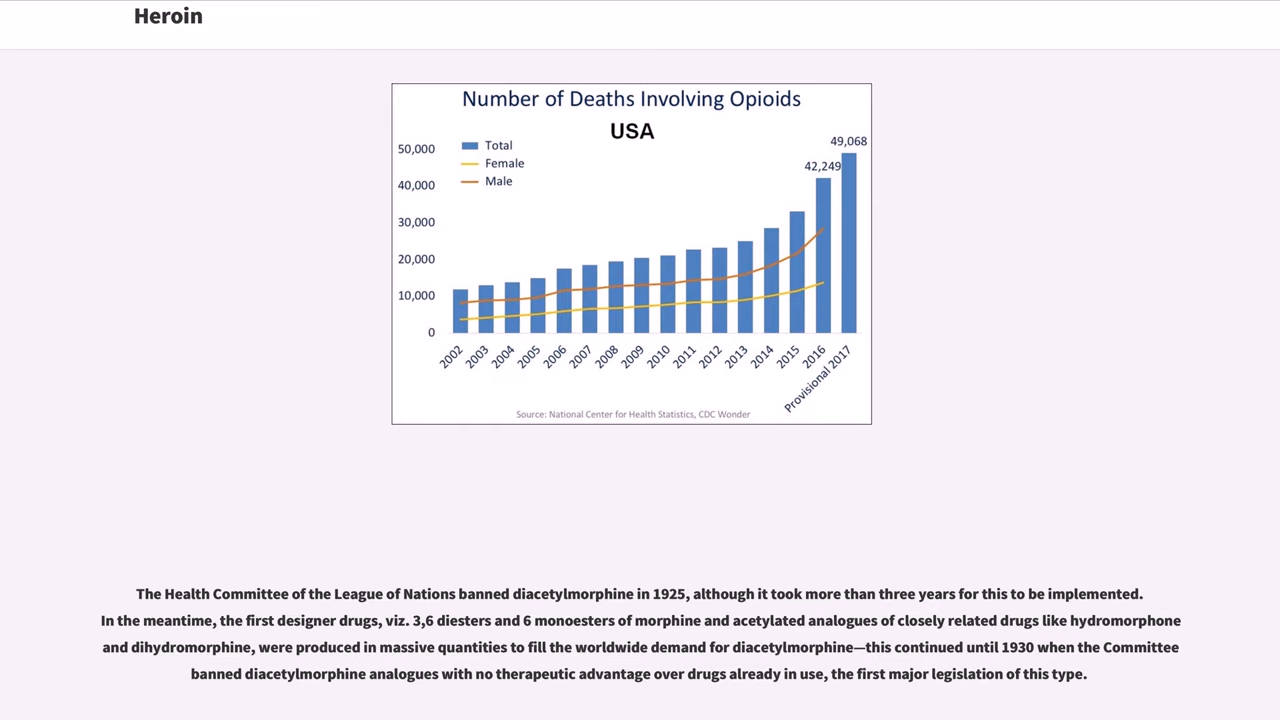 Heroin
Number of Deaths Involving Opioids
USA
Total
Female
Male
50,000
40,000
30,000
20,000
10,000
0
42,249
49,068
2002
2003
2004
2005
2006
2007
2008
2009
2010
2011
2012
2013
2014
2015
2016
Provisional 2017
Source: National Center for Health Statistics, CDC Wonder
The Health Committee of the League of Nations banned diacetylmorphine in 1925, although it took more than three years for this to be implemented.
In the meantime, the first designer drugs, viz. 3,6 diesters and 6 monoesters of morphine and acetylated analogues of closely related drugs like hydromorphone
and dihydromorphine, were produced in massive quantities to fill the worldwide demand for diacetylmorphine—this continued until 1930 when the Committee
banned diacetylmorphine analogues with no therapeutic advantage over drugs already in use, the first major legislation of this type.